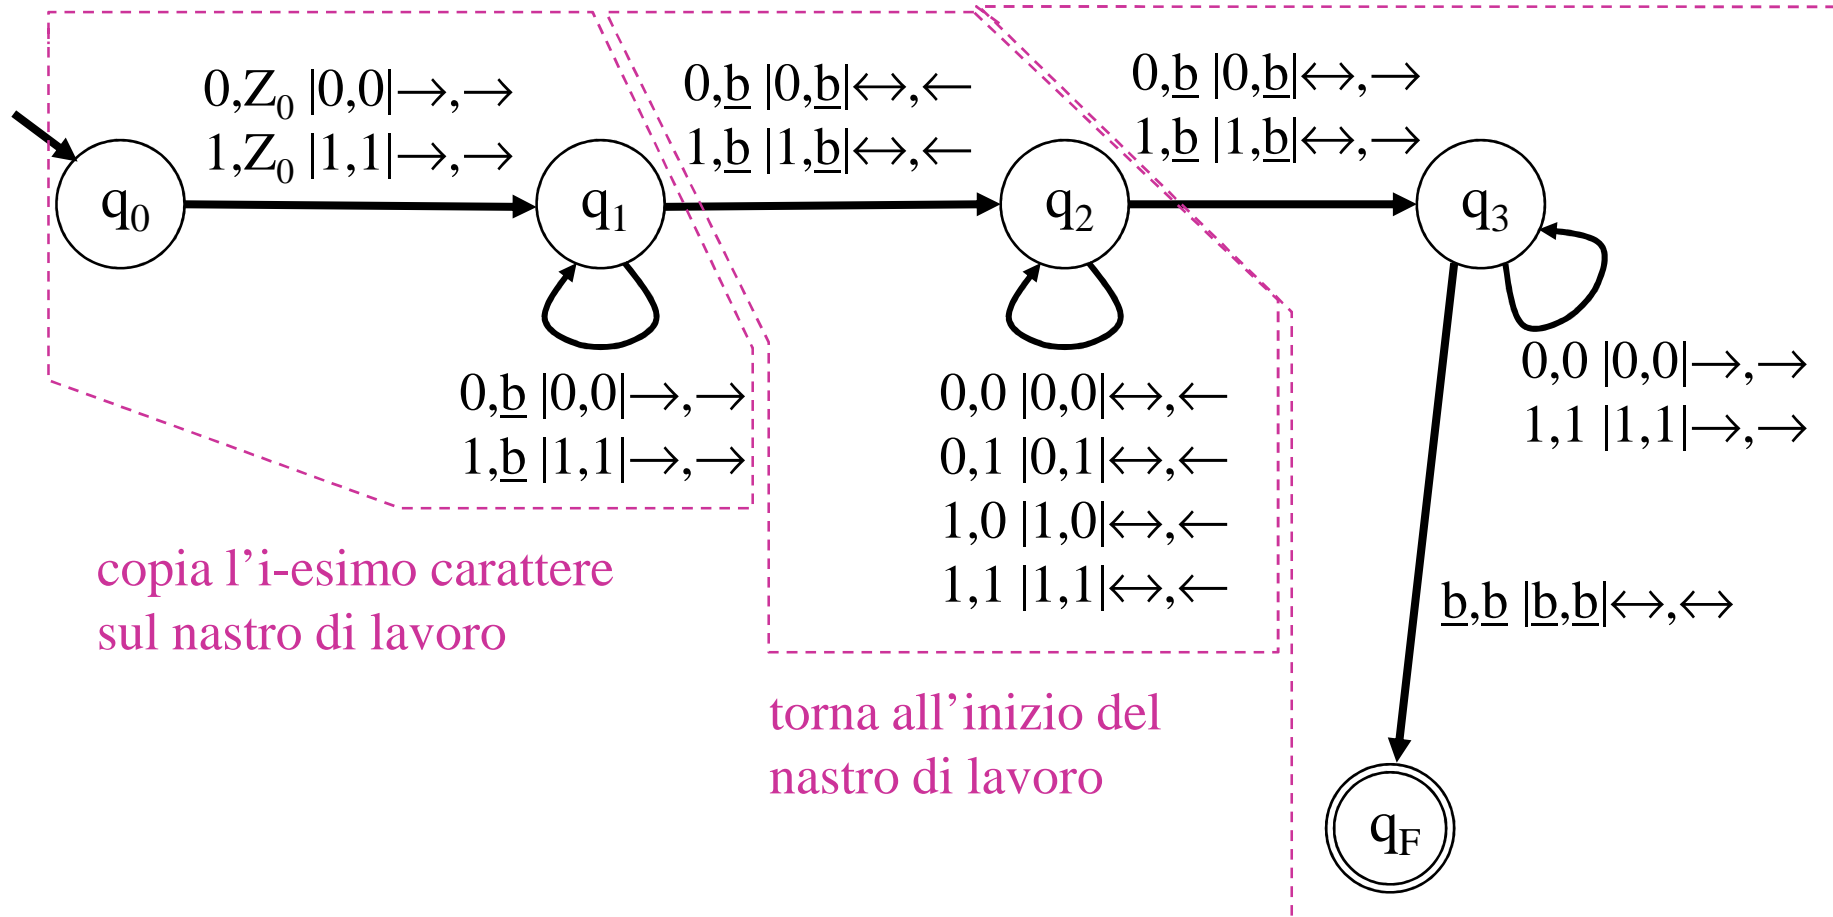 0,Z₀ |0,0|→,→
1,Z₀ |1,1|→,→
0,b |0,b|↔,←
1,b |1,b|↔,←
0,b |0,b|↔,→
1,b |1,b|↔,→
q₀
q₁
q₂
q₃
0,b |0,0|→,→
1,b |1,1|→,→
0,0 |0,0|↔,←
0,1 |0,1|↔,←
1,0 |1,0|↔,←
1,1 |1,1|↔,←
0,0 |0,0|→,→
1,1 |1,1|→,→
copia l’i-esimo carattere
sul nastro di lavoro
b,b |b,b|↔,↔
torna all’inizio del
nastro di lavoro
q_F